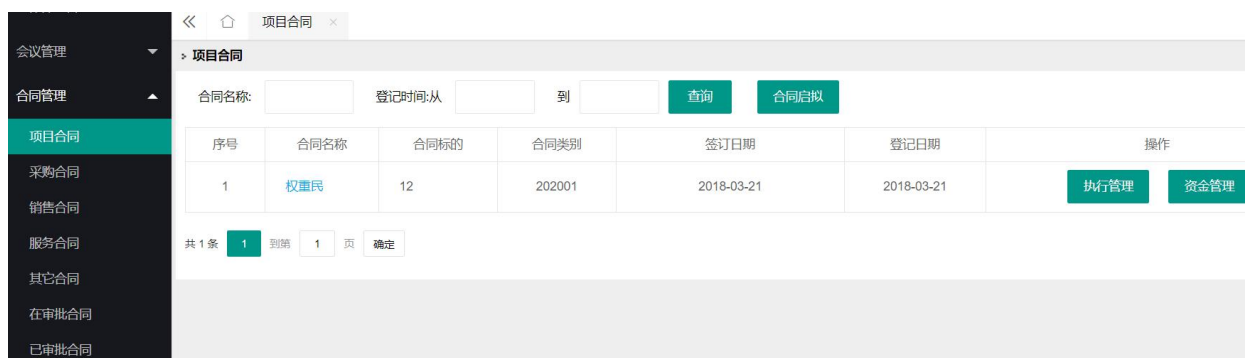 会议管理
合同管理
项目合同
采购合同
销售合同
服务合同
其它合同
在审批合同
已审批合同
项目合同 ×
项目合同
合同名称: 登记时间:从 到 查询 合同启拟
序号 合同名称 合同标的 合同类别 签订日期 登记日期 操作
1 权重民 12 202001 2018-03-21 2018-03-21 执行管理 资金管理
共 1 条 1 到第 1 页 确定